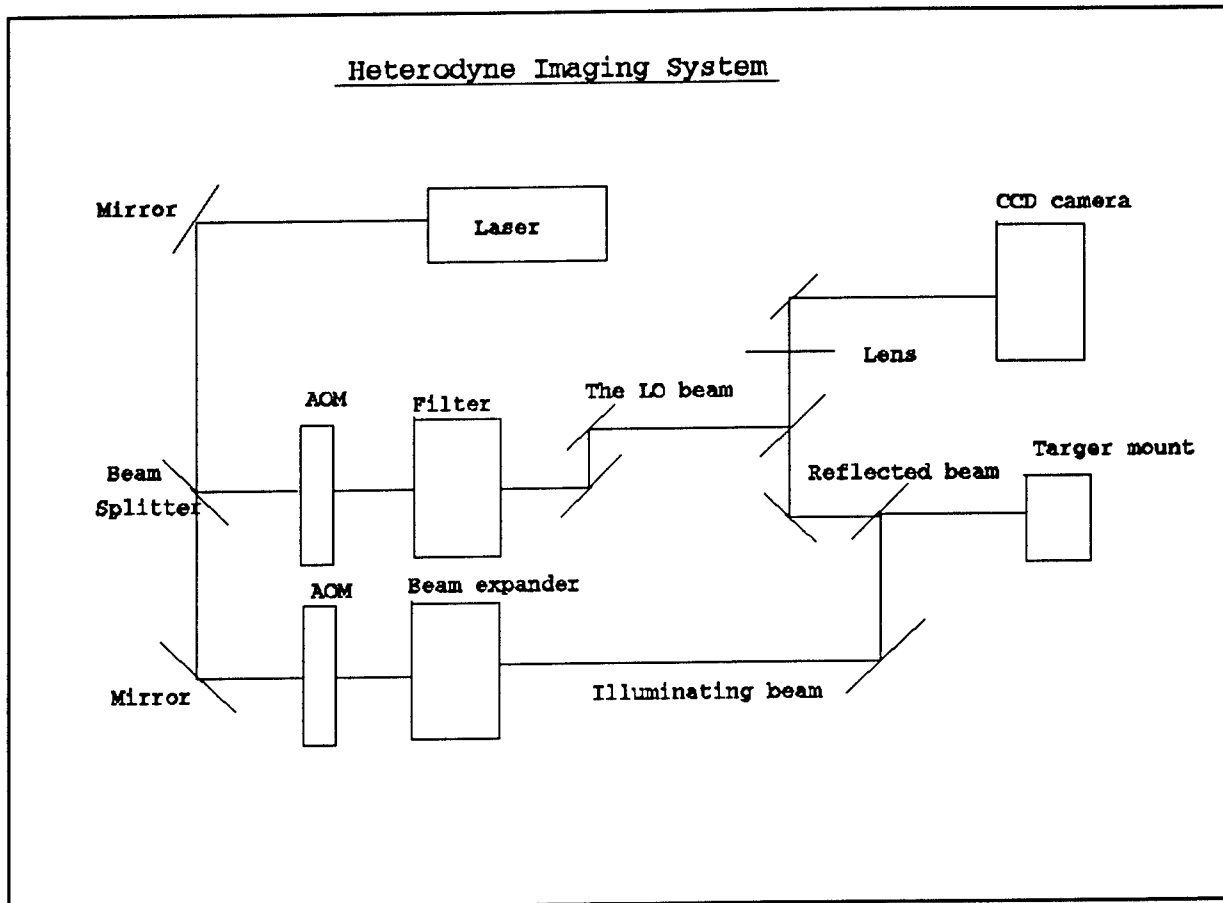 Heterodyne Imaging System
Mirror
Laser
CCD camera
Lens
AOM
Filter
The LO beam
Beam
Splitter
Reflected beam
Targer mount
AOM
Beam expander
Mirror
Illuminating beam